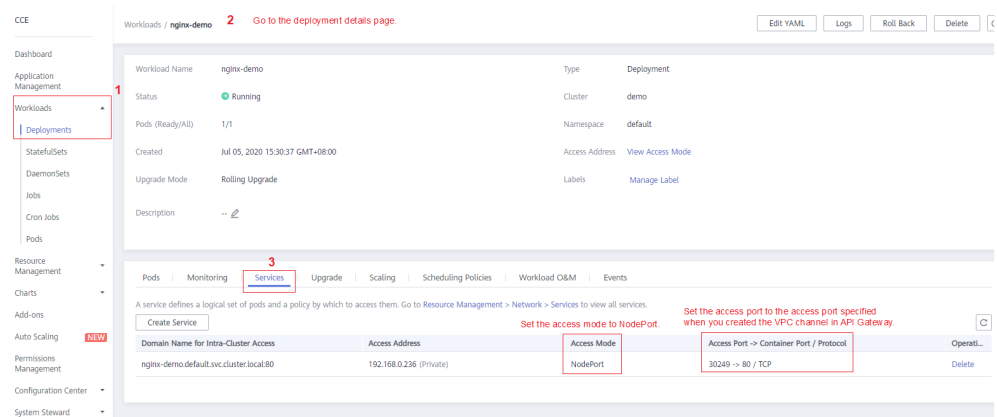 CCE
Workloads / nginx-demo
2 Go to the deployment details page.
Edit YAML
Logs
Roll Back
Delete
Dashboard
Application
Management
1
Workloads
Deployments
StatefulSets
DaemonSets
Jobs
Cron Jobs
Pods
Resource
Management
Charts
Add-ons
Auto Scaling NEW
Permissions
Management
Configuration Center
System Steward
Workload Name nginx-demo Type Deployment
Status Running Cluster demo
Pods (Ready/All) 1/1 Namespace default
Created Jul 05, 2020 15:30:37 GMT+08:00 Access Address View Access Mode
Upgrade Mode Rolling Upgrade Labels Manage Label
Description --
3
Pods Monitoring Services Upgrade Scaling Scheduling Policies Workload O&M Events
A service defines a logical set of pods and a policy by which to access them. Go to Resource Management > Network > Services to view all services.
Create Service
Set the access mode to NodePort.
Set the access port to the access port specified
when you created the VPC channel in API Gateway.
Domain Name for Intra-Cluster Access Access Address Access Mode Access Port -> Container Port / Protocol Operati...
nginx-demo.default.svc.cluster.local:80 192.168.0.236 (Private) NodePort 30249 -> 80 / TCP Delete